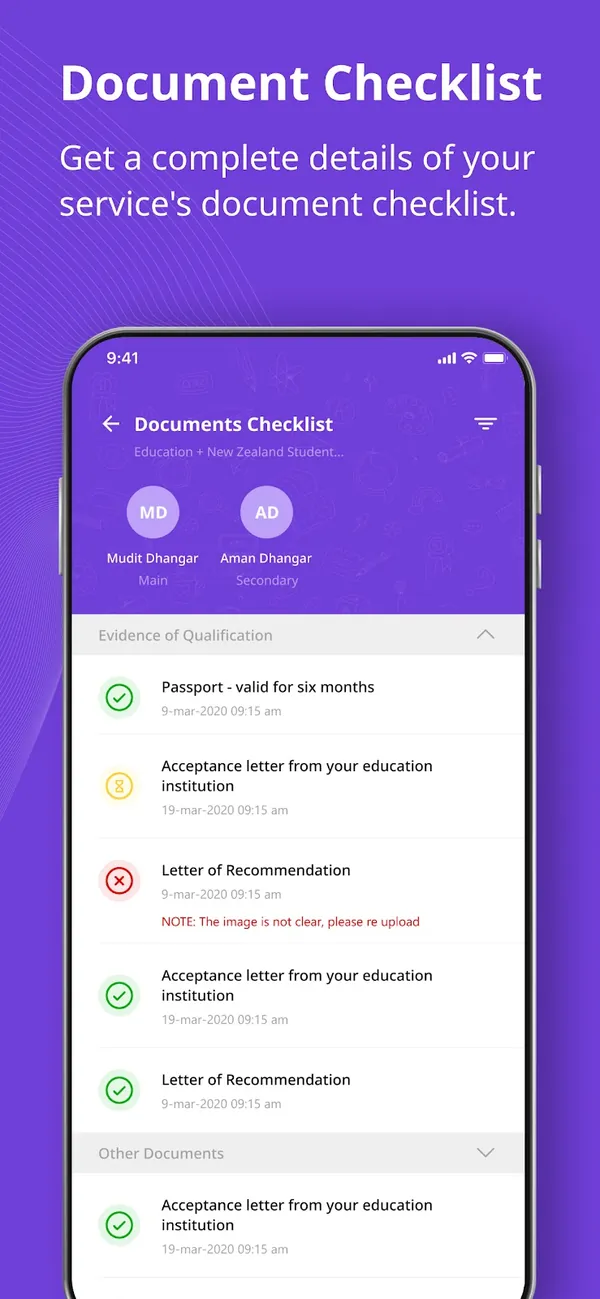 Document Checklist
Get a complete details of your
service's document checklist.
9:41
Documents Checklist
Education + New Zealand Student...
MD
AD
Mudit Dhangar
Aman Dhangar
Main
Secondary
Evidence of Qualification
Passport - valid for six months
9-mar-2020 09:15 am
Acceptance letter from your education
institution
19-mar-2020 09:15 am
Letter of Recommendation
9-mar-2020 09:15 am
NOTE: The image is not clear, please re upload
Acceptance letter from your education
institution
19-mar-2020 09:15 am
Letter of Recommendation
9-mar-2020 09:15 am
Other Documents
Acceptance letter from your education
institution
19-mar-2020 09:15 am